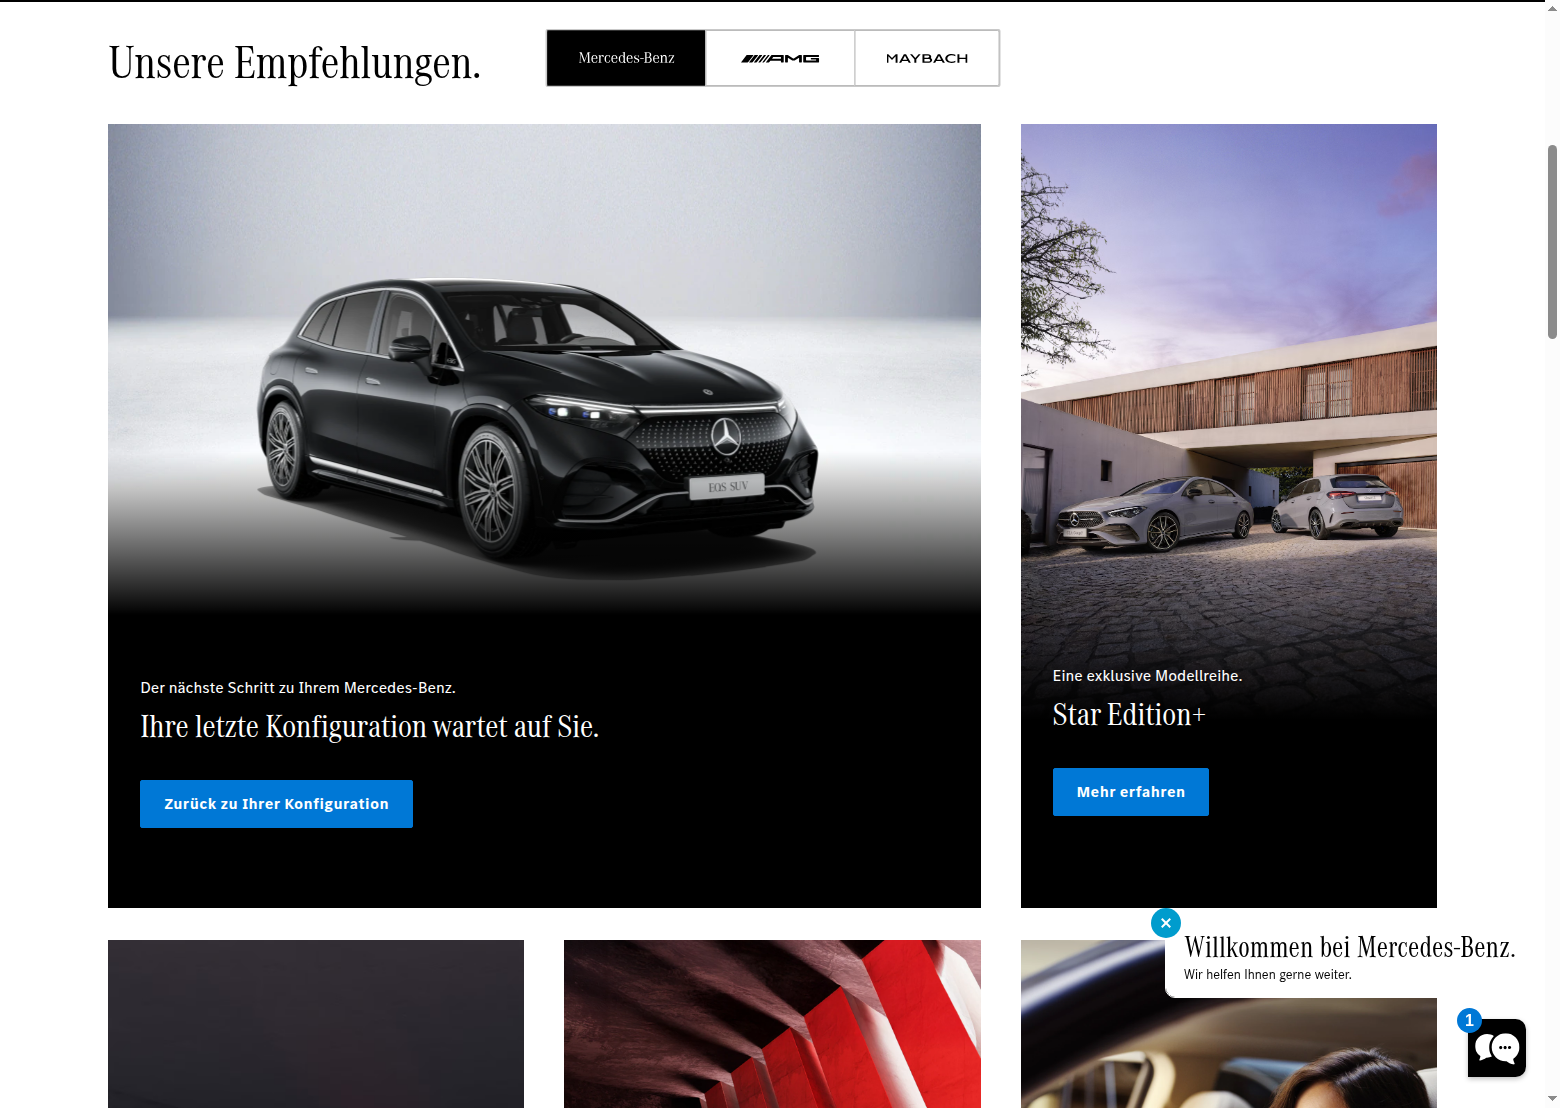 Unsere Empfehlungen.
Mercedes-Benz
AMG
MAYBACH
EQS SUV
Der nächste Schritt zu Ihrem Mercedes-Benz.
Ihre letzte Konfiguration wartet auf Sie.
Zurück zu Ihrer Konfiguration
Eine exklusive Modellreihe.
Star Edition+
Mehr erfahren
Willkommen bei Mercedes-Benz.
Wir helfen Ihnen gerne weiter.
1